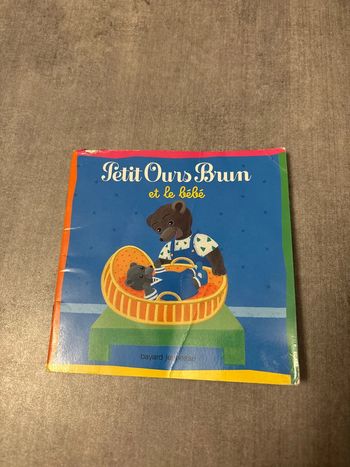 Petit Ours Brun
et le bébé
bayard jeunesse